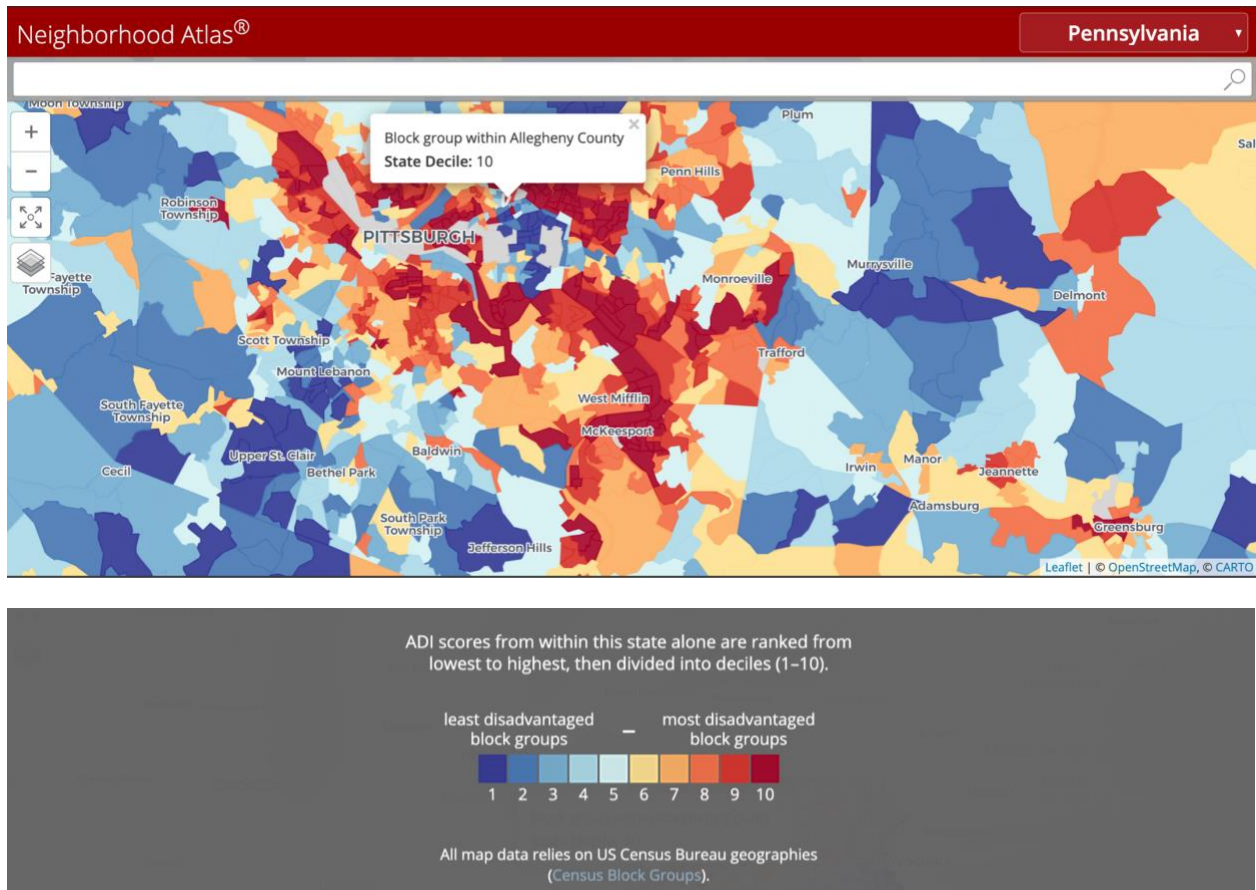 Neighborhood Atlas®
Pennsylvania
Moon Township
Plum
+
Block group within Allegheny County
×
State Decile: 10
Sal
−
Penn Hills
Robinson
Township
PITTSBURGH
Fayette
Township
Monroeville
Murrysville
Delmont
Scott Township
Trafford
Mount Lebanon
West Mifflin
South Fayette
Township
McKeesport
Upper St. Clair
Baldwin
Cecil
Bethel Park
Irwin
Manor
Jeannette
Adamsburg
South Park
Township
Greensburg
Jefferson Hills
Leaflet | © OpenStreetMap, © CARTO
ADI scores from within this state alone are ranked from
lowest to highest, then divided into deciles (1–10).
least disadvantaged
block groups
–
most disadvantaged
block groups
1 2 3 4 5 6 7 8 9 10
All map data relies on US Census Bureau geographies
(Census Block Groups).